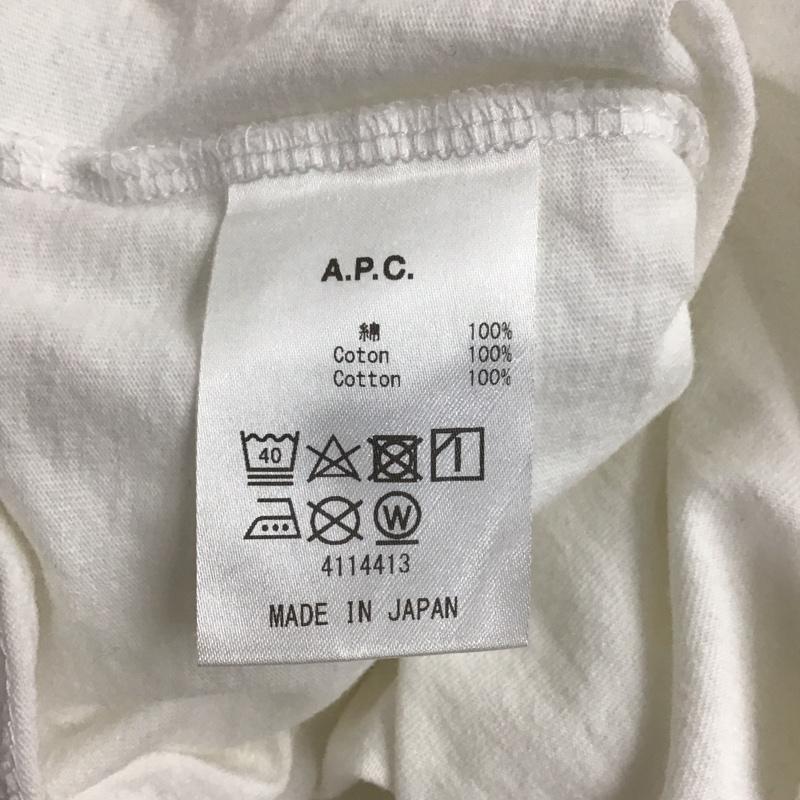 A.P.C.
綿 100%
Coton 100%
Cotton 100%
40
W
4114413
MADE IN JAPAN